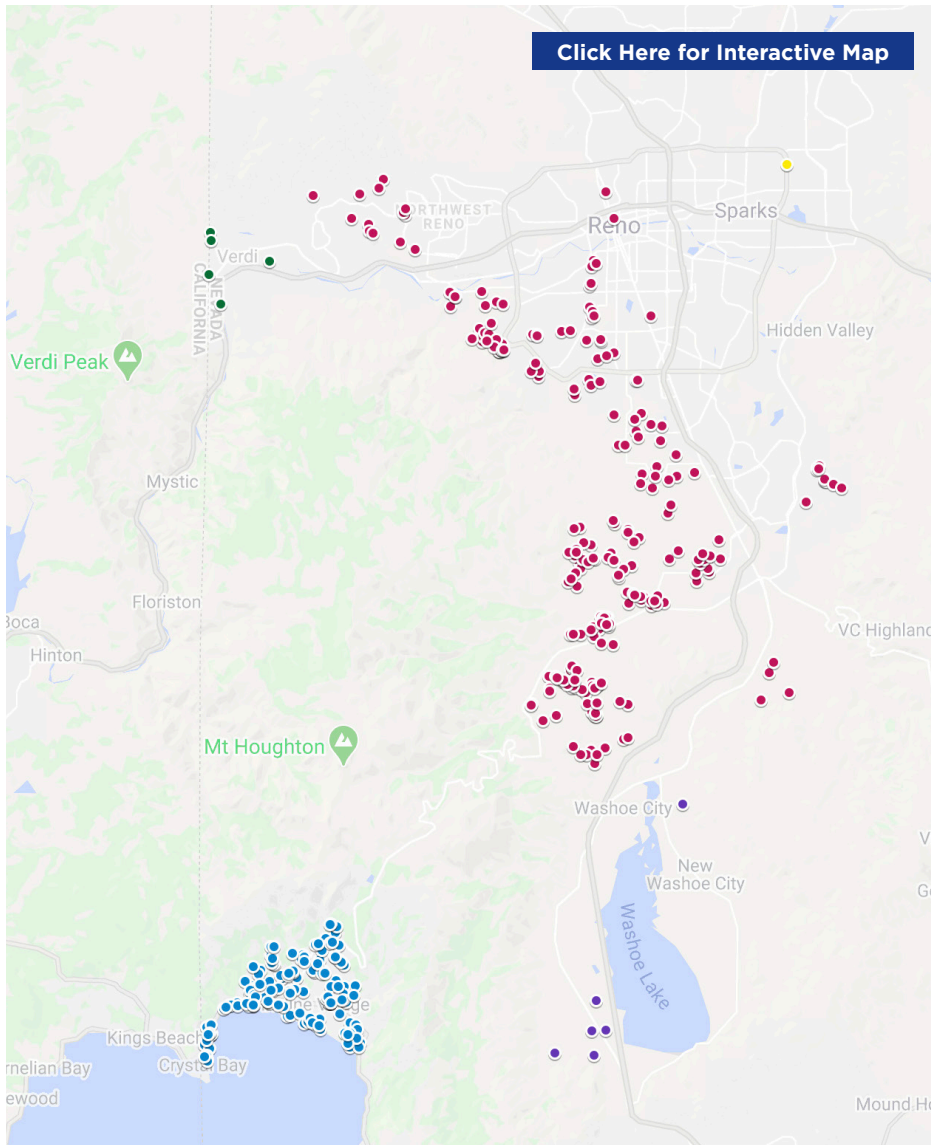 Click Here for Interactive Map
NORTHWEST
RENO
Reno
Sparks
Verdi
NEVADA
CALIFORNIA
Hidden Valley
Verdi Peak
Mystic
Floriston
Boca
VC Highland
Hinton
Mt Houghton
Washoe City
New
Washoe City
Washoe Lake
Kings Beach
Crystal Bay
rnelian Bay
ewood
Mound Ho